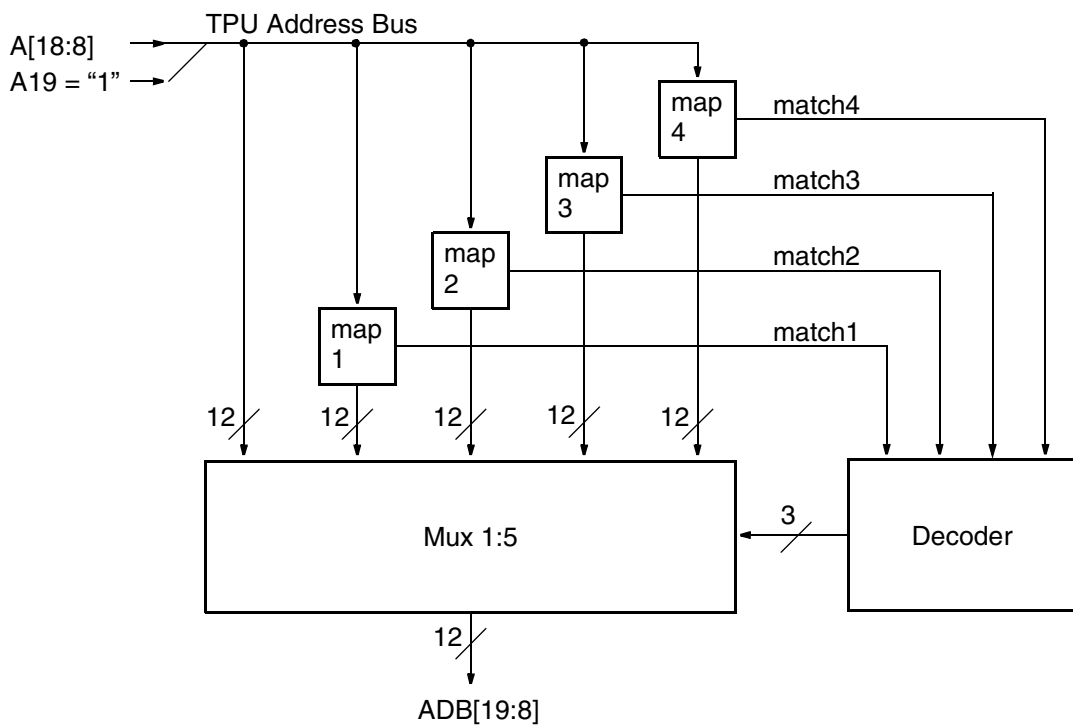 TPU Address Bus
A[18:8]
A19 = “1”
map
4
match4
map
3
match3
map
2
match2
map
1
match1
12
12
12
12
12
Mux 1:5
3
Decoder
12
ADB[19:8]